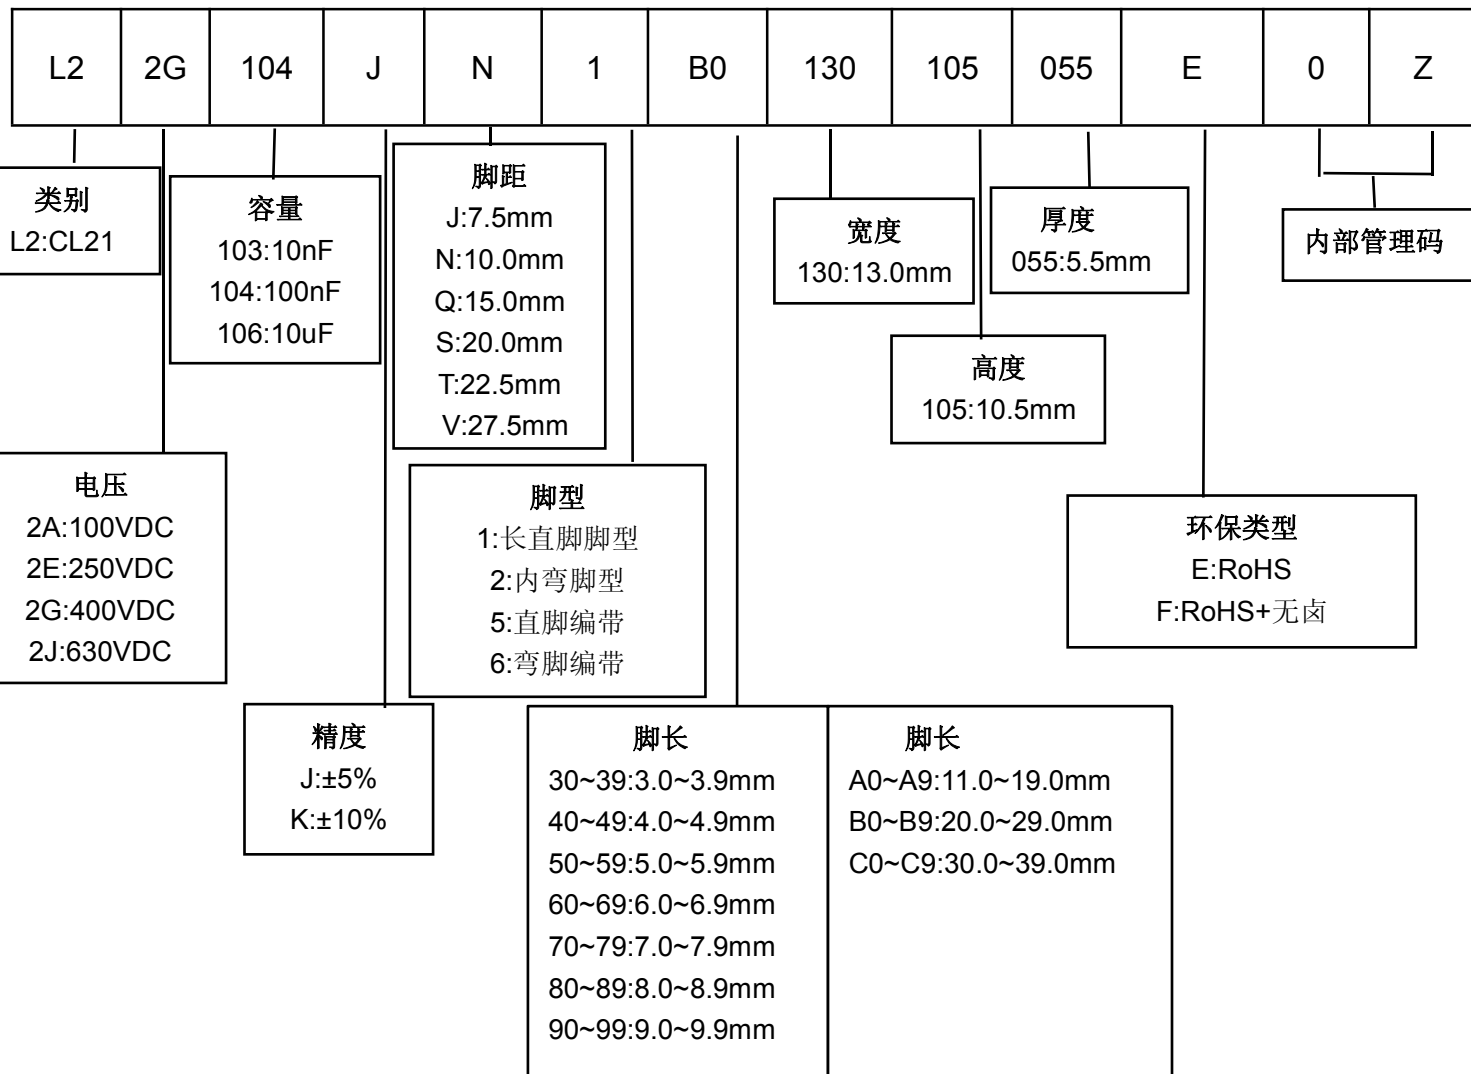 L2 2G 104 J N 1 B0 130 105 055 E 0 Z
类别
L2:CL21
容量
103:10nF
104:100nF
106:10uF
脚距
J:7.5mm
N:10.0mm
Q:15.0mm
S:20.0mm
T:22.5mm
V:27.5mm
宽度
130:13.0mm
厚度
055:5.5mm
内部管理码
高度
105:10.5mm
电压
2A:100VDC
2E:250VDC
2G:400VDC
2J:630VDC
脚型
1:长直脚脚型
2:内弯脚型
5:直脚编带
6:弯脚编带
环保类型
E:RoHS
F:RoHS+无卤
精度
J:±5%
K:±10%
脚长
30~39:3.0~3.9mm
40~49:4.0~4.9mm
50~59:5.0~5.9mm
60~69:6.0~6.9mm
70~79:7.0~7.9mm
80~89:8.0~8.9mm
90~99:9.0~9.9mm
脚长
A0~A9:11.0~19.0mm
B0~B9:20.0~29.0mm
C0~C9:30.0~39.0mm